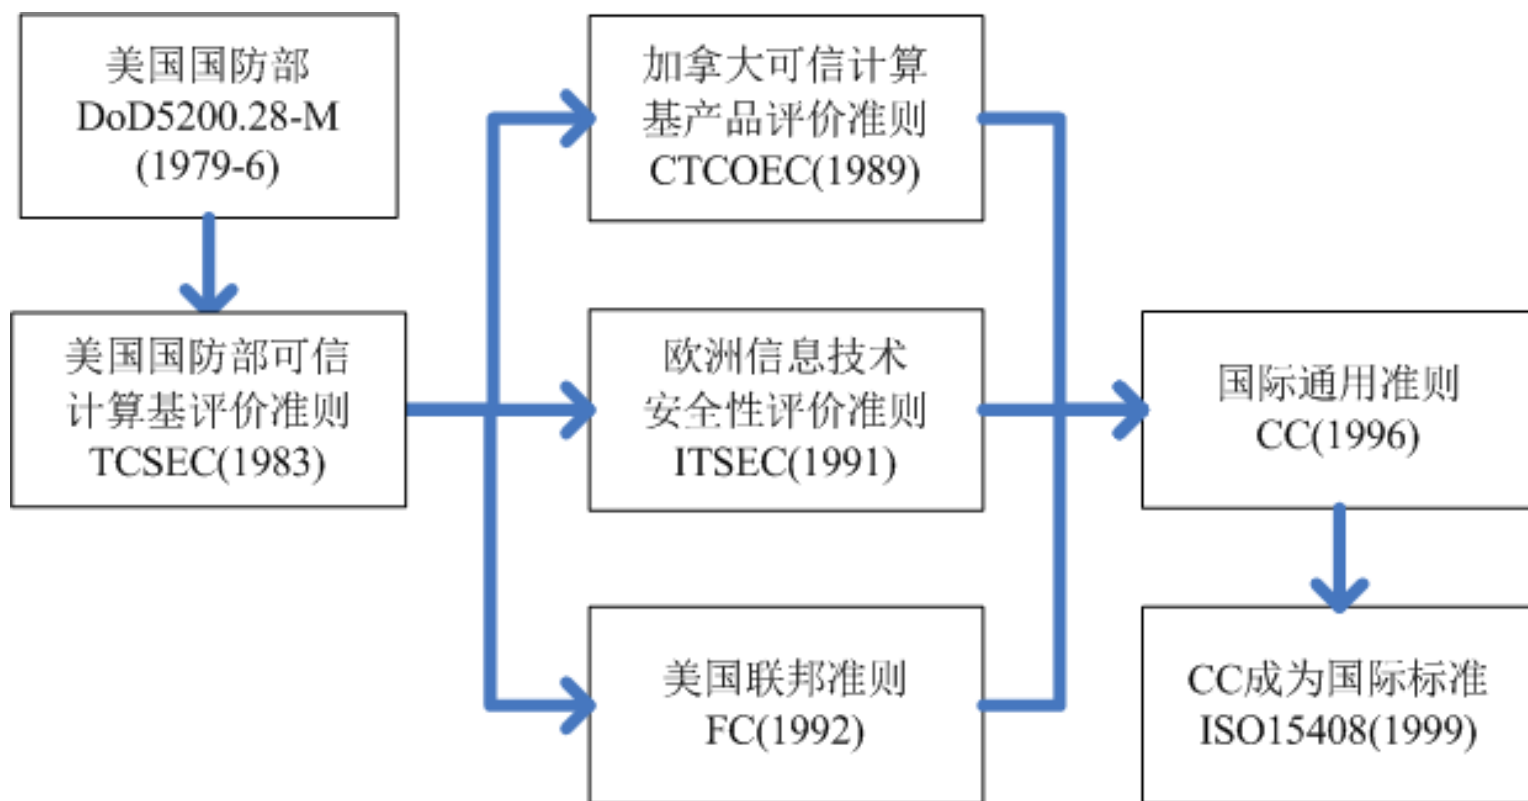 美国国防部
DoD5200.28-M
(1979-6)
美国国防部可信
计算基评价准则
TCSEC(1983)
加拿大可信计算
基产品评价准则
CTCOEC(1989)
欧洲信息技术
安全性评价准则
ITSEC(1991)
美国联邦准则
FC(1992)
国际通用准则
CC(1996)
CC成为国际标准
ISO15408(1999)